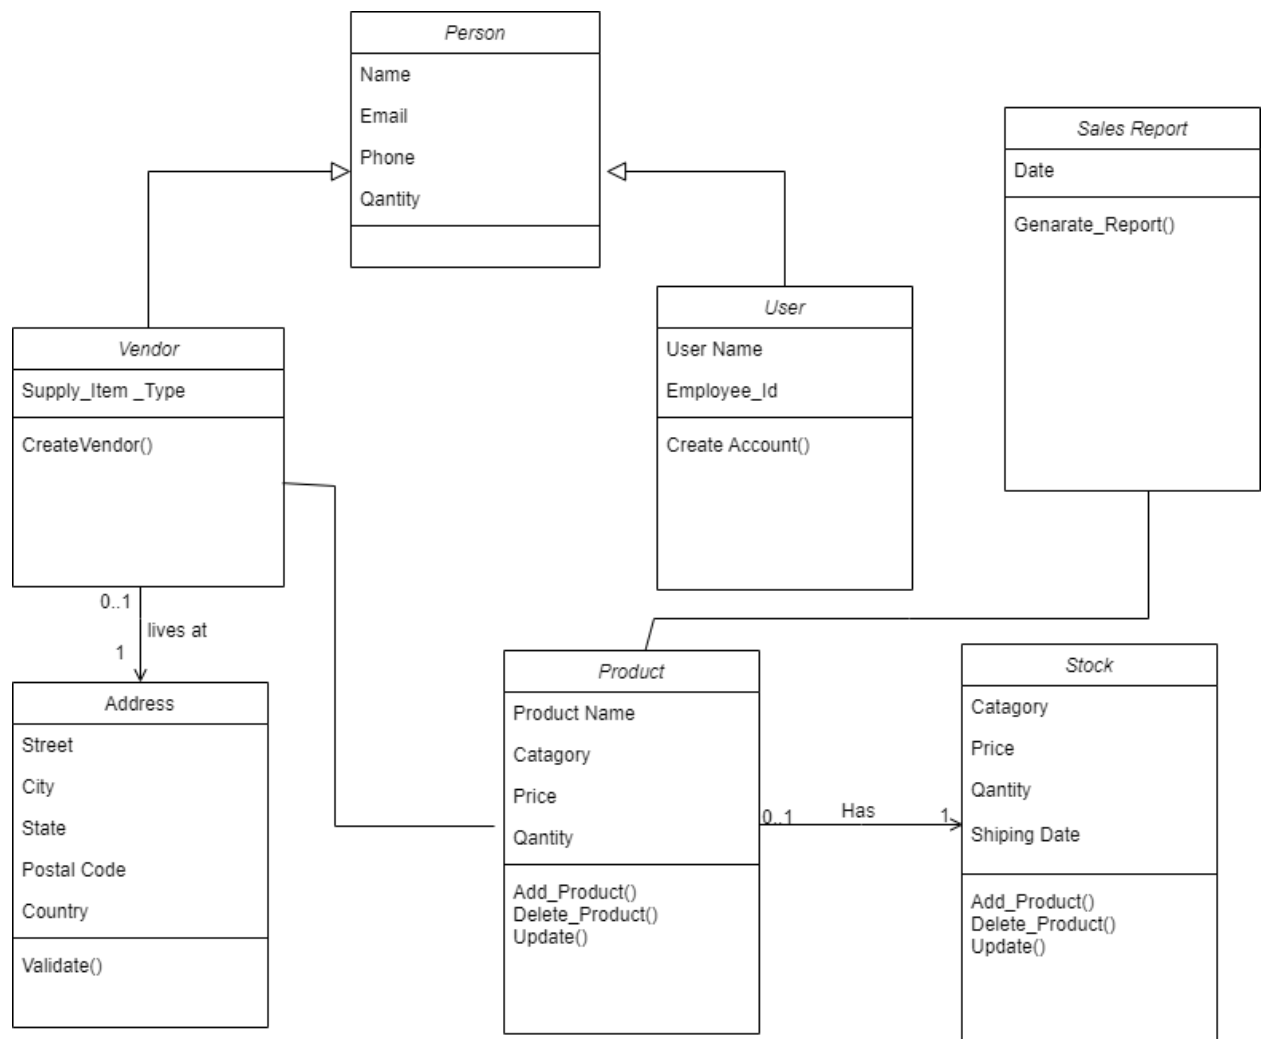 Person
Name
Email
Phone
Qantity
Sales Report
Date
Genarate_Report()
User
User Name
Employee_Id
Create Account()
Vendor
Supply_Item _Type
CreateVendor()
0..1
lives at
1
Address
Street
City
State
Postal Code
Country
Validate()
Product
Product Name
Catagory
Price
Qantity
Add_Product()
Delete_Product()
Update()
0..1
Has
1
Stock
Catagory
Price
Qantity
Shiping Date
Add_Product()
Delete_Product()
Update()